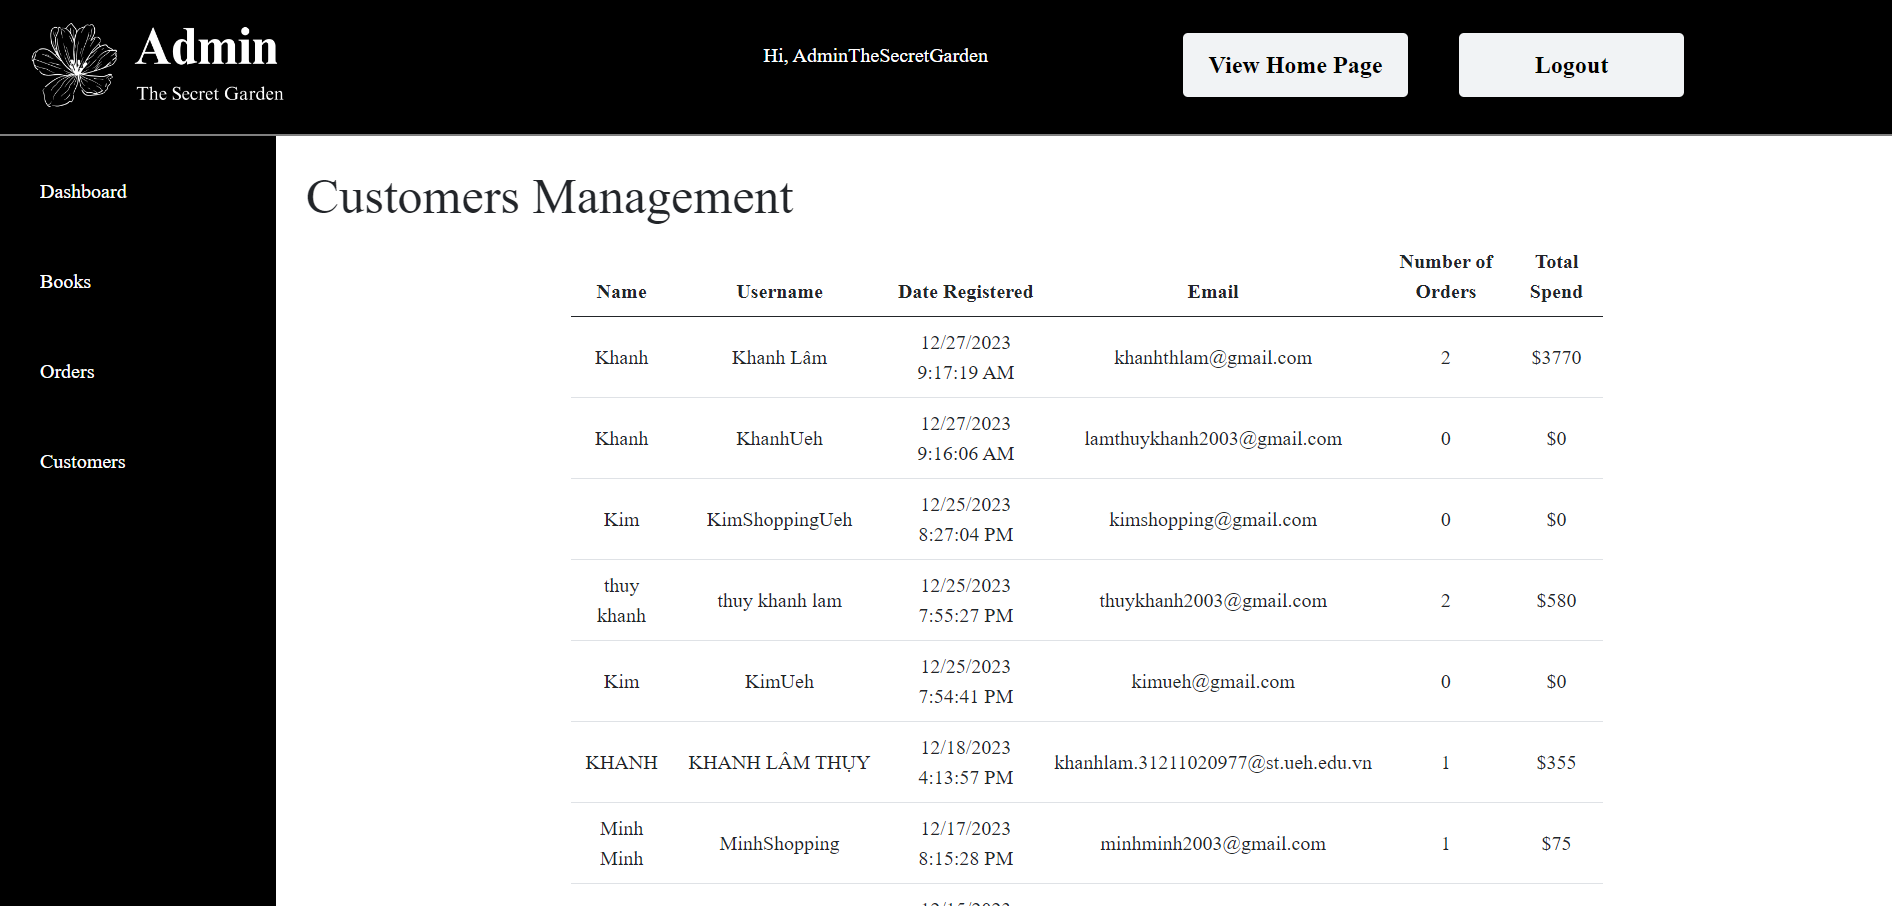 Admin
The Secret Garden
Hi, AdminTheSecretGarden
View Home Page
Logout
Dashboard
Books
Orders
Customers
Customers Management
Name Username Date Registered Email Number of Orders Total Spend
Khanh Khanh Lâm 12/27/2023 9:17:19 AM khanhthlam@gmail.com 2 $3770
Khanh KhanhUeh 12/27/2023 9:16:06 AM lamthuykhanh2003@gmail.com 0 $0
Kim KimShoppingUeh 12/25/2023 8:27:04 PM kimshopping@gmail.com 0 $0
thuy khanh thuy khanh lam 12/25/2023 7:55:27 PM thuykhanh2003@gmail.com 2 $580
Kim KimUeh 12/25/2023 7:54:41 PM kimueh@gmail.com 0 $0
KHANH KHANH LÂM THỤY 12/18/2023 4:13:57 PM khanhlam.31211020977@st.ueh.edu.vn 1 $355
Minh Minh MinhShopping 12/17/2023 8:15:28 PM minhminh2003@gmail.com 1 $75